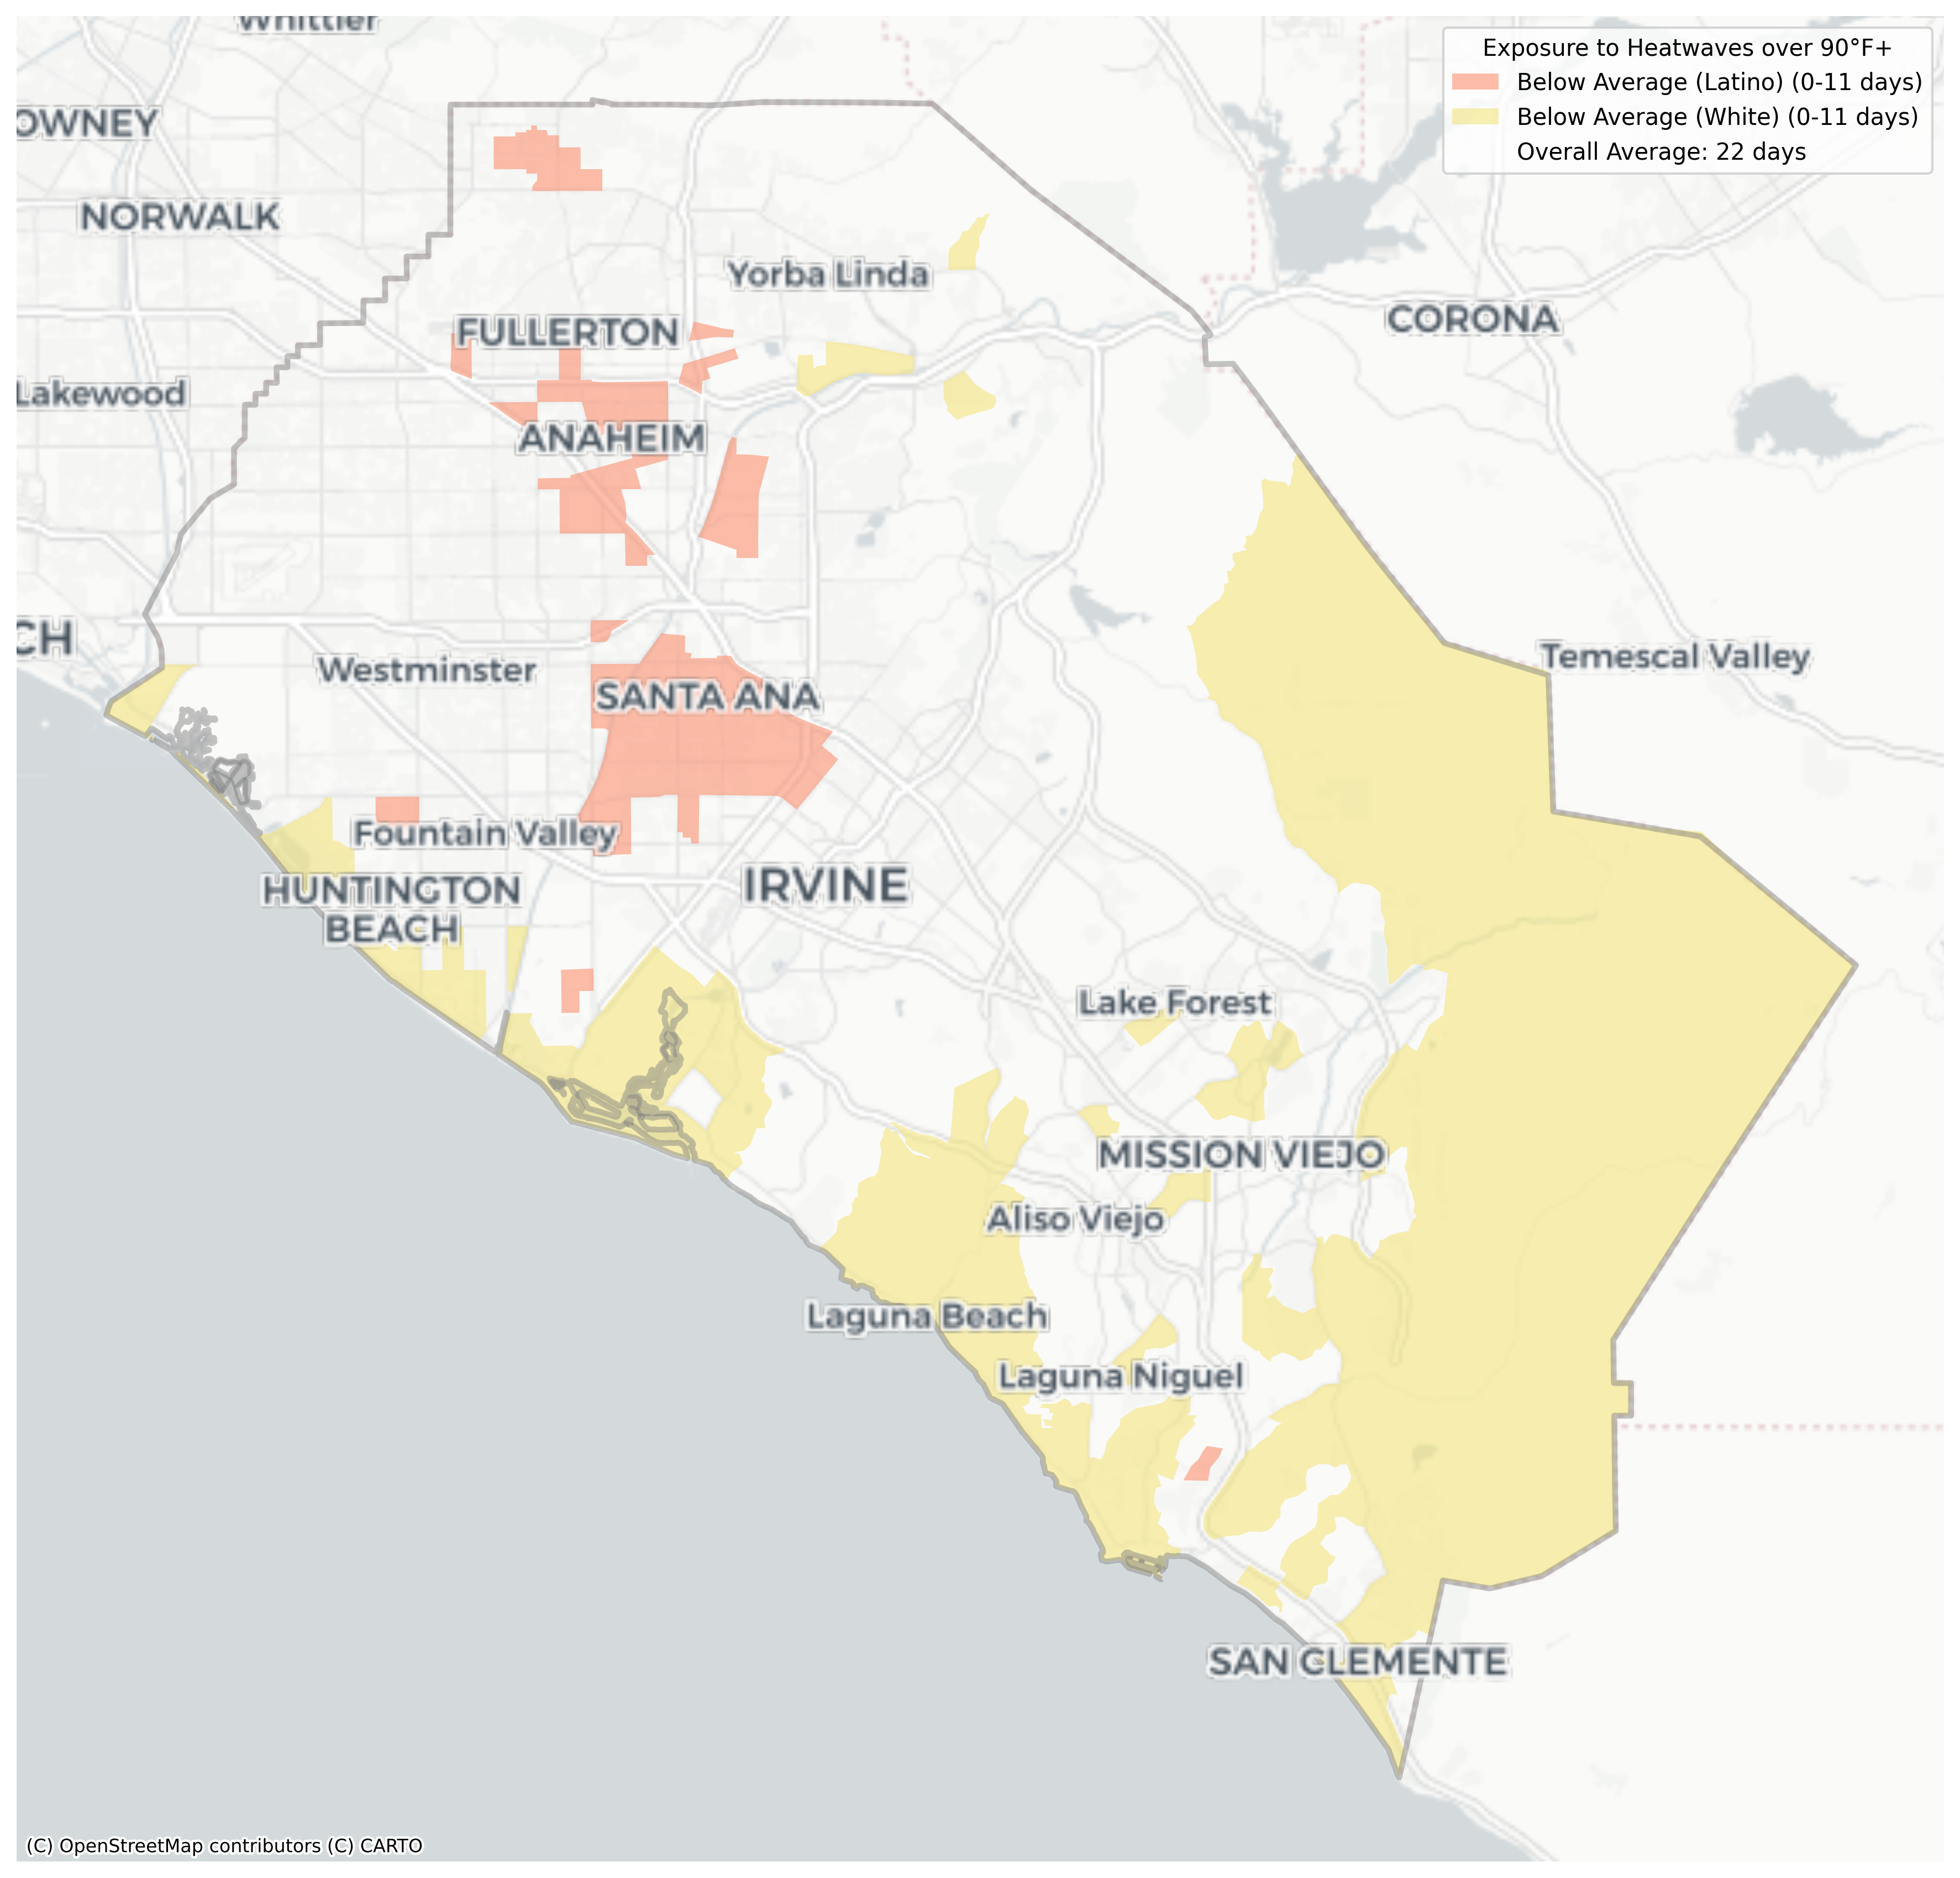 Whittier
Exposure to Heatwaves over 90°F+
Below Average (Latino) (0-11 days)
Below Average (White) (0-11 days)
Overall Average: 22 days
OWNEY
NORWALK
Yorba Linda
CORONA
FULLERTON
Lakewood
ANAHEIM
CH
Westminster
Temescal Valley
SANTA ANA
Fountain Valley
IRVINE
HUNTINGTON
BEACH
Lake Forest
MISSION VIEJO
Aliso Viejo
Laguna Beach
Laguna Niguel
SAN CLEMENTE
(C) OpenStreetMap contributors (C) CARTO